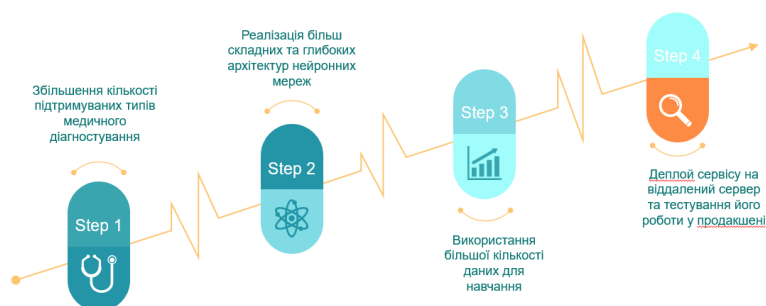 Збільшення кількості
підтримуваних типів
медичного
діагностування
Step 1
Реалізація більш
складних та глибоких
архітектур нейронних
мереж
Step 2
Step 3
Використання
більшої кількості
даних для
навчання
Step 4
Деплой сервісу на
віддалений сервер
та тестування його
роботи у продакшені